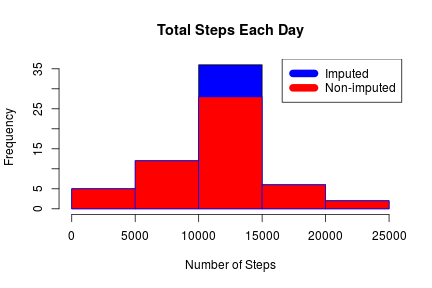 Total Steps Each Day
Imputed
Non-imputed
Frequency
35
25
15
5
0
0 5000 10000 15000 20000 25000
Number of Steps